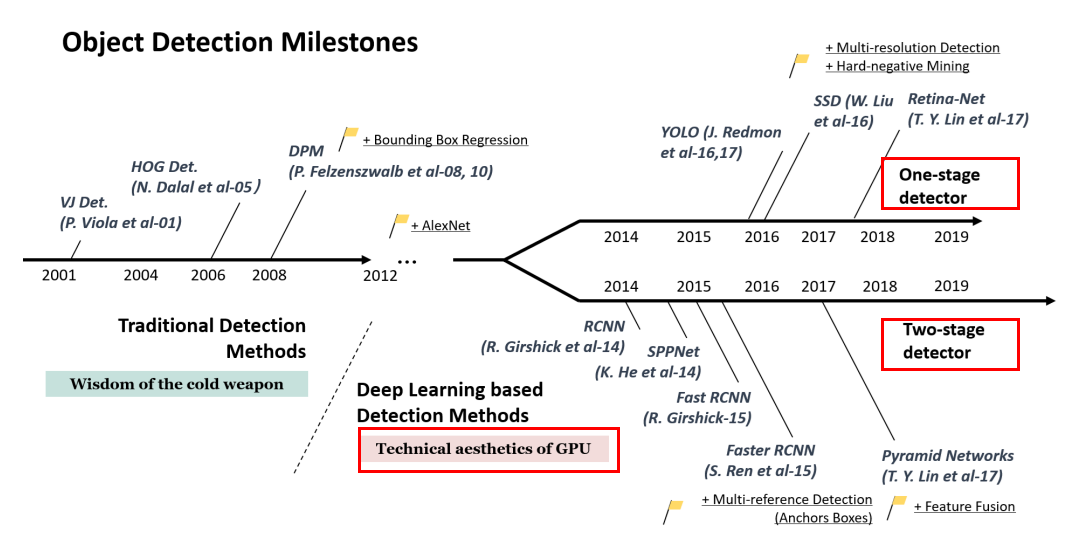 Object Detection Milestones
+ Multi-resolution Detection
+ Hard-negative Mining
SSD (W. Liu
et al-16)
Retina-Net
(T. Y. Lin et al-17)
YOLO (J. Redmon
et al-16,17)
+ Bounding Box Regression
DPM
(P. Felzenszwalb et al-08, 10)
HOG Det.
(N. Dalal et al-05)
VJ Det.
(P. Viola et al-01)
One-stage
detector
+ AlexNet
2014 2015 2016 2017 2018 2019
2001 2004 2006 2008 2012 ...
2014 2015 2016 2017 2018 2019
Traditional Detection
Methods
Wisdom of the cold weapon
Two-stage
detector
RCNN
(R. Girshick et al-14)
SPPNet
(K. He et al-14)
Fast RCNN
(R. Girshick-15)
Deep Learning based
Detection Methods
Technical aesthetics of GPU
Faster RCNN
(S. Ren et al-15)
Pyramid Networks
(T. Y. Lin et al-17)
+ Multi-reference Detection
(Anchors Boxes)
+ Feature Fusion